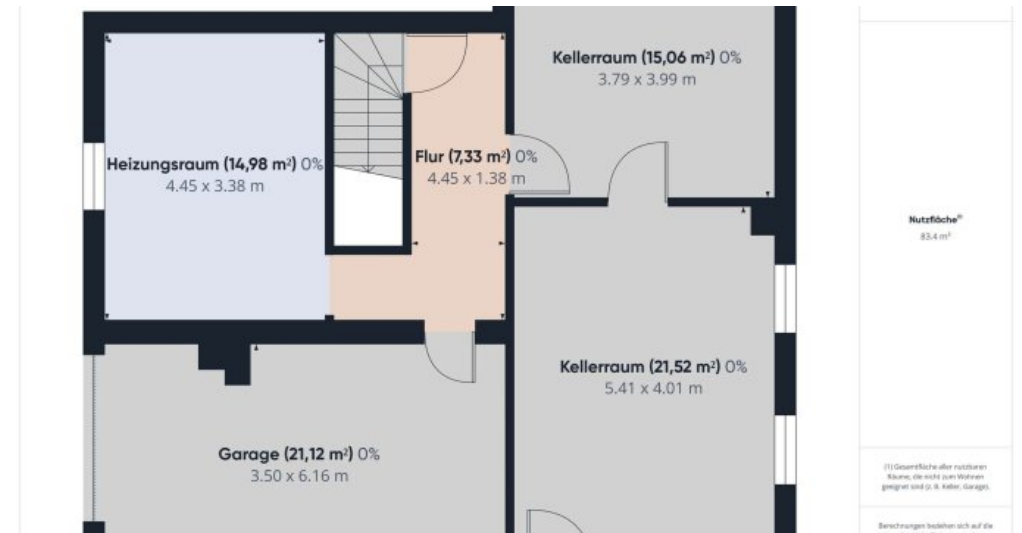 Kellerraum (15,06 m²) 0%
3.79 x 3.99 m
Heizungsraum (14,98 m²) 0%
4.45 x 3.38 m
Flur (7,33 m²) 0%
4.45 x 1.38 m
Nutzfläche⁽¹⁾
83.4 m²
Kellerraum (21,52 m²) 0%
5.41 x 4.01 m
Garage (21,12 m²) 0%
3.50 x 6.16 m
(1) Gesamtfläche aller nutzbaren
Räume, die nicht zum Wohnen
geeignet sind (z. B. Keller, Garage).
Berechnungen beziehen sich auf die